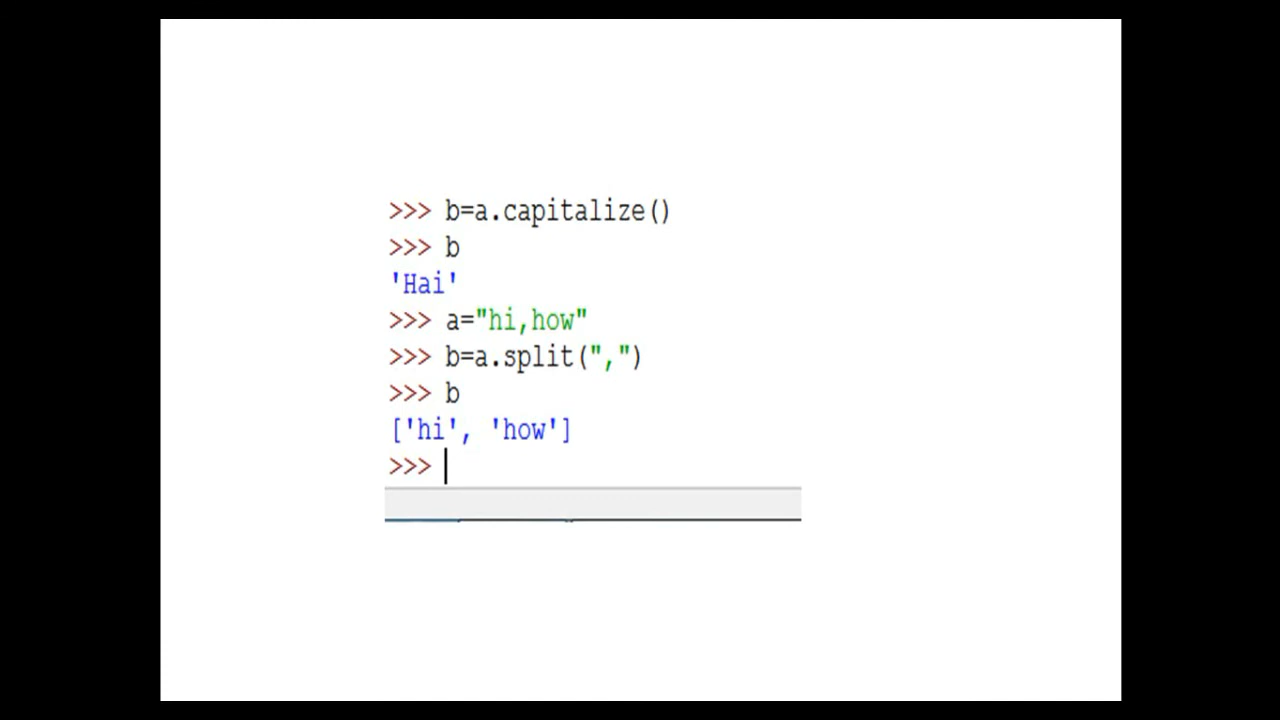 >>> b=a.capitalize()
>>> b
'Hai'
>>> a="hi,how"
>>> b=a.split(",")
>>> b
['hi', 'how']
>>>